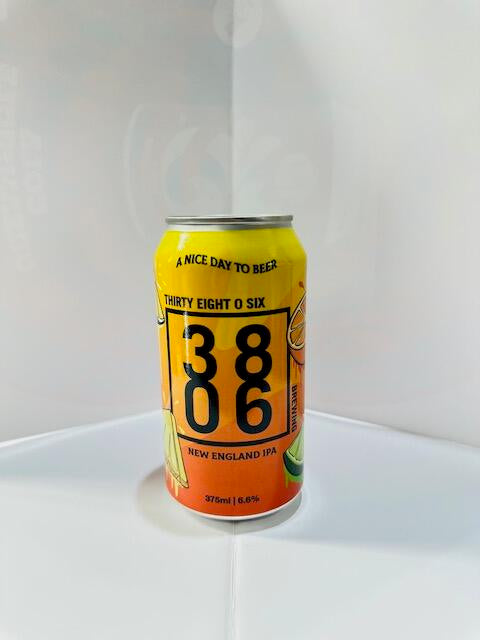 A NICE DAY TO BEER
THIRTY EIGHT O SIX
38
06
BREWING
NEW ENGLAND IPA
375ml | 6.6%